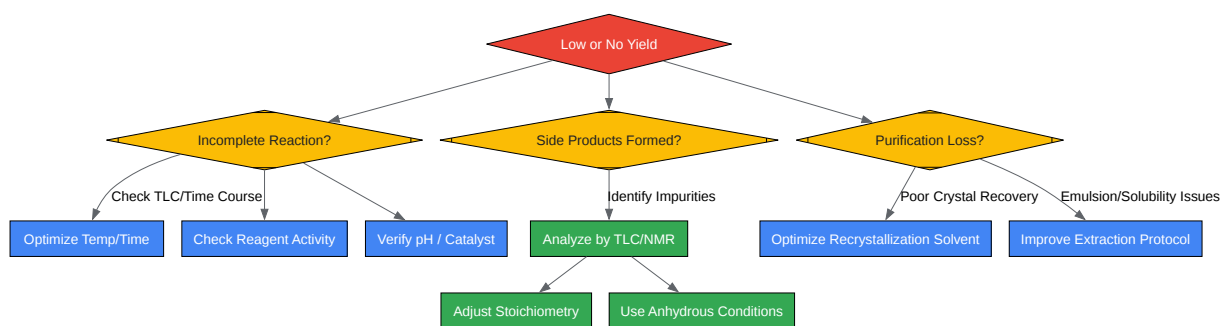 Low or No Yield
Incomplete Reaction?
Side Products Formed?
Purification Loss?
Check TLC/Time Course
Identify Impurities
Poor Crystal Recovery
Emulsion/Solubility Issues
Optimize Temp/Time
Check Reagent Activity
Verify pH / Catalyst
Analyze by TLC/NMR
Optimize Recrystallization Solvent
Improve Extraction Protocol
Adjust Stoichiometry
Use Anhydrous Conditions